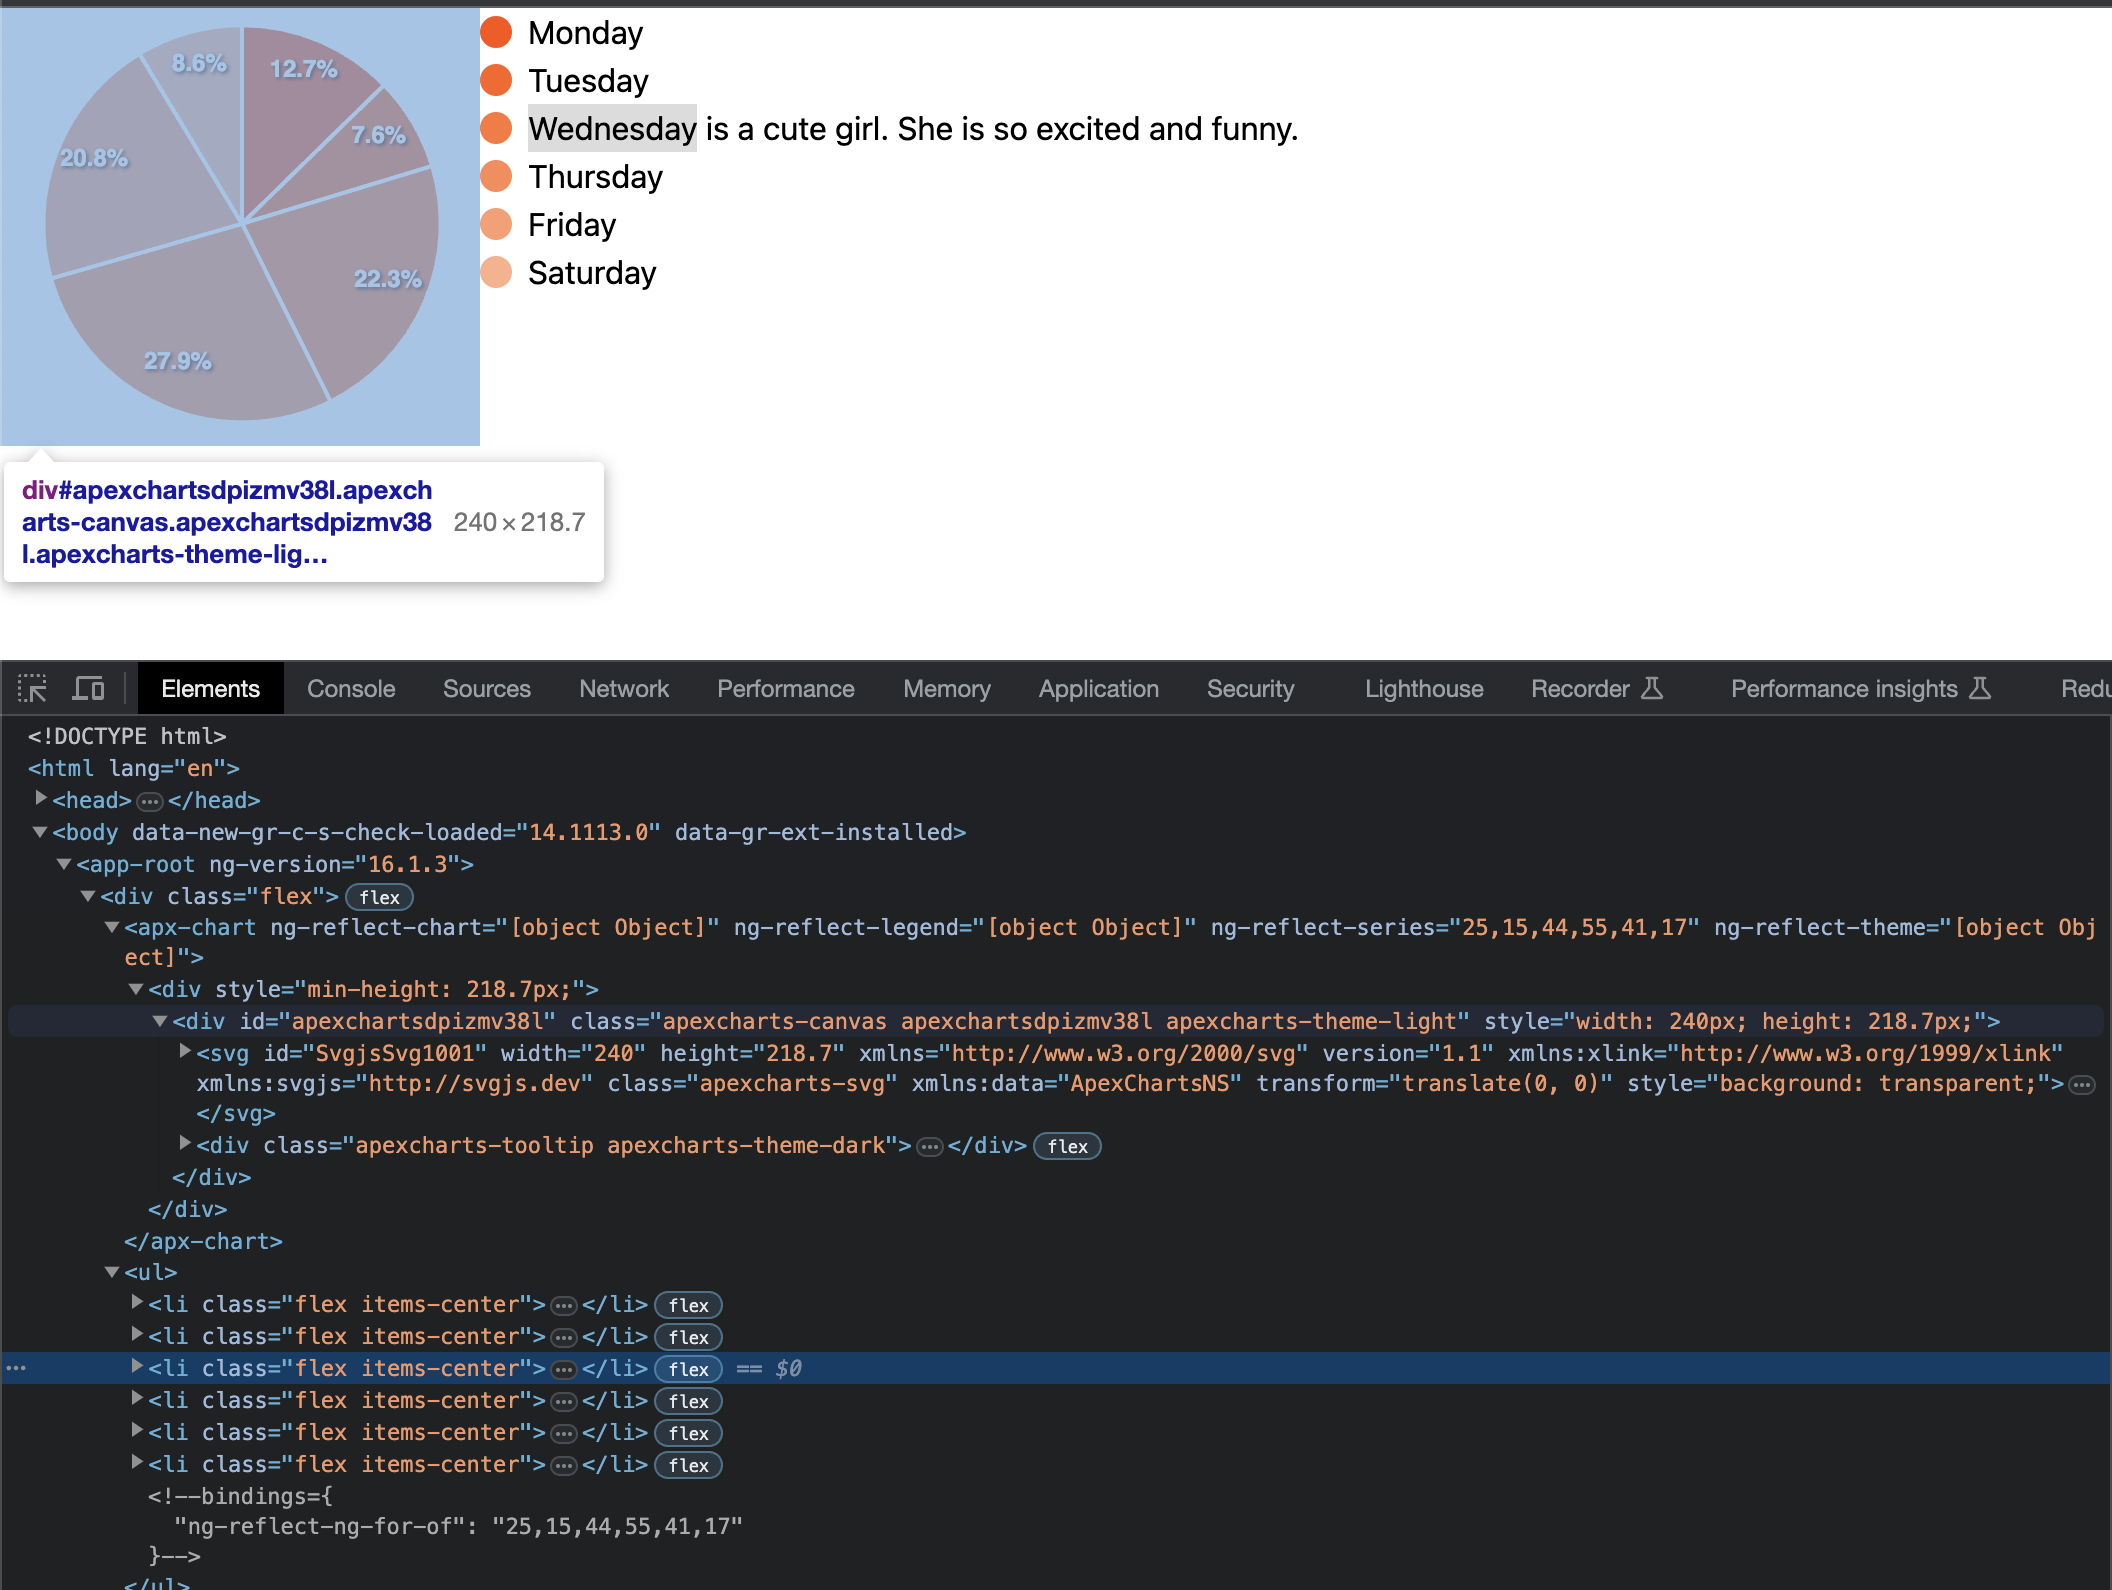 8.6%
12.7%
7.6%
20.8%
22.3%
27.9%
Monday
Tuesday
Wednesday is a cute girl. She is so excited and funny.
Thursday
Friday
Saturday
div#apexchartsdpizmv38l.apexch
arts-canvas.apexchartsdpizmv38
l.apexcharts-theme-lig…
240 × 218.7
Elements Console Sources Network Performance Memory Application Security Lighthouse Recorder Performance insights Redu
<!DOCTYPE html>
<html lang="en">
<head> ••• </head>
<body data-new-gr-c-s-check-loaded="14.1113.0" data-gr-ext-installed>
<app-root ng-version="16.1.3">
<div class="flex"> flex
<apx-chart ng-reflect-chart="[object Object]" ng-reflect-legend="[object Object]" ng-reflect-series="25,15,44,55,41,17" ng-reflect-theme="[object Obj
ect]">
<div style="min-height: 218.7px;">
<div id="apexchartsdpizmv38l" class="apexcharts-canvas apexchartsdpizmv38l apexcharts-theme-light" style="width: 240px; height: 218.7px;">
<svg id="SvgjsSvg1001" width="240" height="218.7" xmlns="http://www.w3.org/2000/svg" version="1.1" xmlns:xlink="http://www.w3.org/1999/xlink"
xmlns:svgjs="http://svgjs.dev" class="apexcharts-svg" xmlns:data="ApexChartsNS" transform="translate(0, 0)" style="background: transparent;"> •••
</svg>
<div class="apexcharts-tooltip apexcharts-theme-dark"> ••• </div> flex
</div>
</div>
</apx-chart>
<ul>
<li class="flex items-center"> ••• </li> flex
<li class="flex items-center"> ••• </li> flex
••• <li class="flex items-center"> ••• </li> flex == $0
<li class="flex items-center"> ••• </li> flex
<li class="flex items-center"> ••• </li> flex
<li class="flex items-center"> ••• </li> flex
<!--bindings={
"ng-reflect-ng-for-of": "25,15,44,55,41,17"
}-->
</ul>